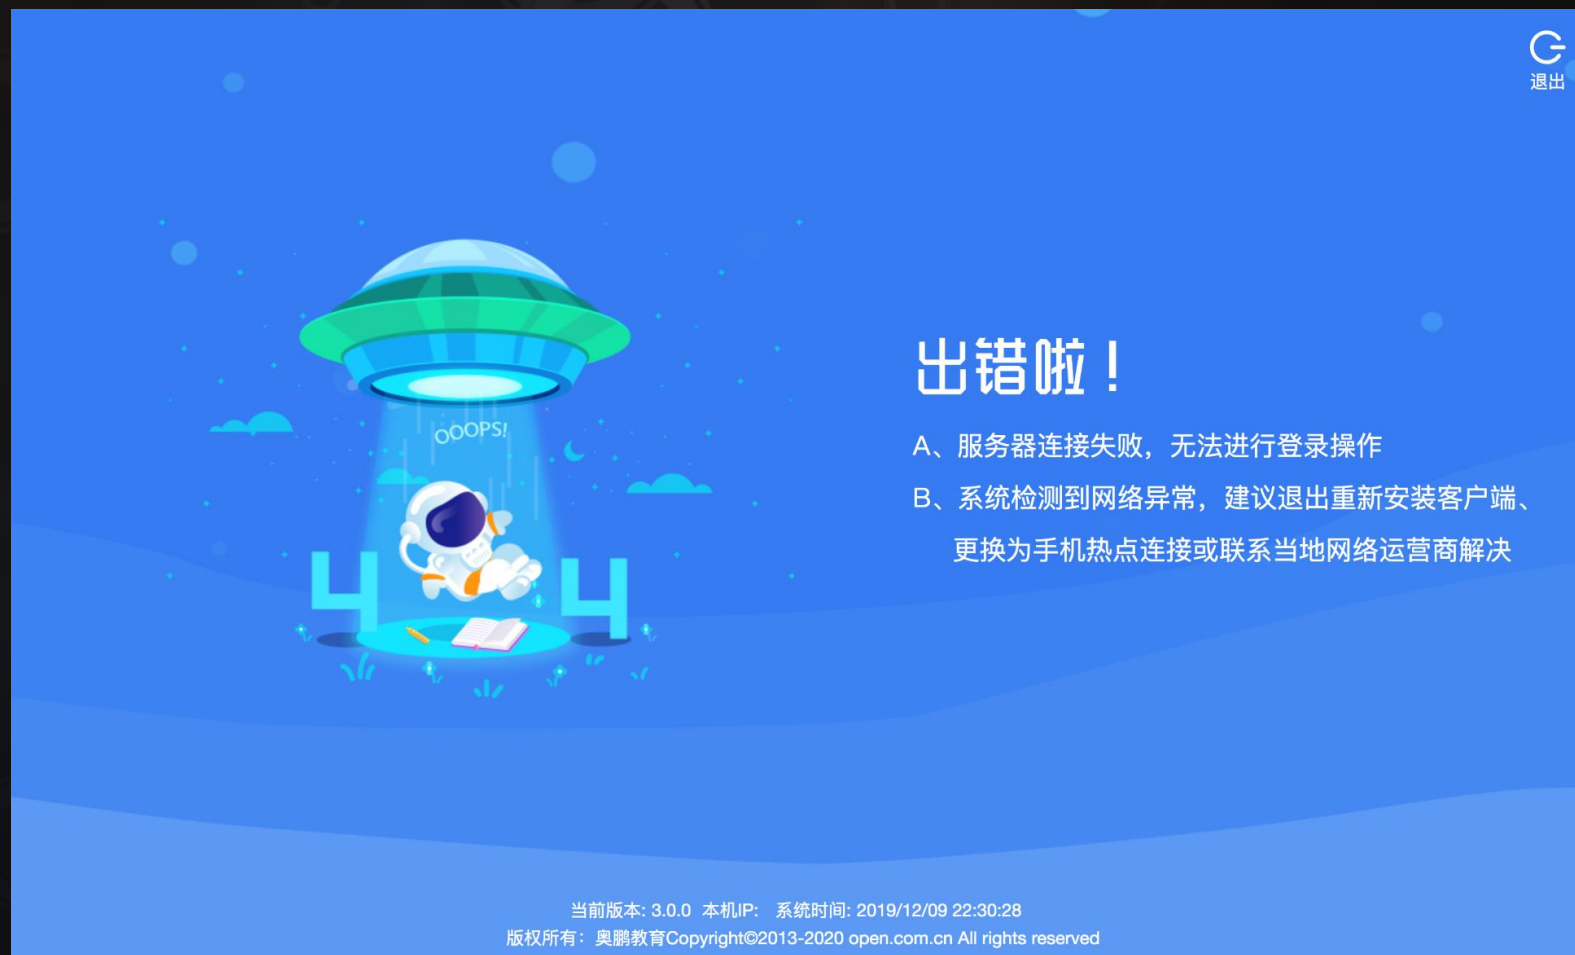 退出
OOOPS!
4 4
出错啦！
A、服务器连接失败，无法进行登录操作
B、系统检测到网络异常，建议退出重新安装客户端、
更换为手机热点连接或联系当地网络运营商解决
当前版本: 3.0.0 本机IP: 系统时间: 2019/12/09 22:30:28
版权所有：奥鹏教育Copyright©2013-2020 open.com.cn All rights reserved